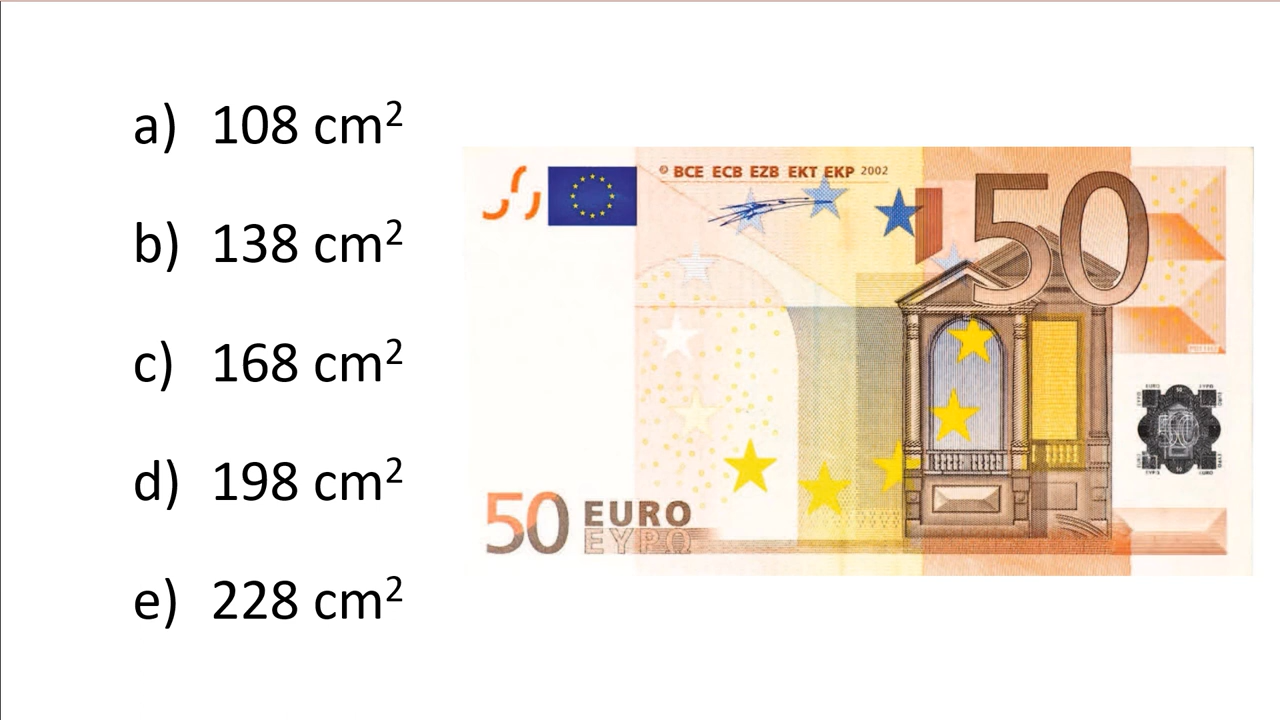 a) 108 cm²
b) 138 cm²
c) 168 cm²
d) 198 cm²
e) 228 cm²
© BCE ECB EZB EKT EKP 2002
50
50 EURO
ΕΥΡΩ